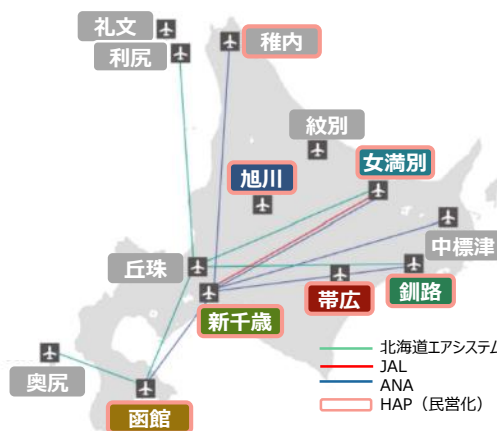 礼文
利尻
稚内
紋別
旭川
女満別
中標津
丘珠
新千歳
帯広
釧路
奥尻
函館
北海道エアシステム
JAL
ANA
HAP（民営化）